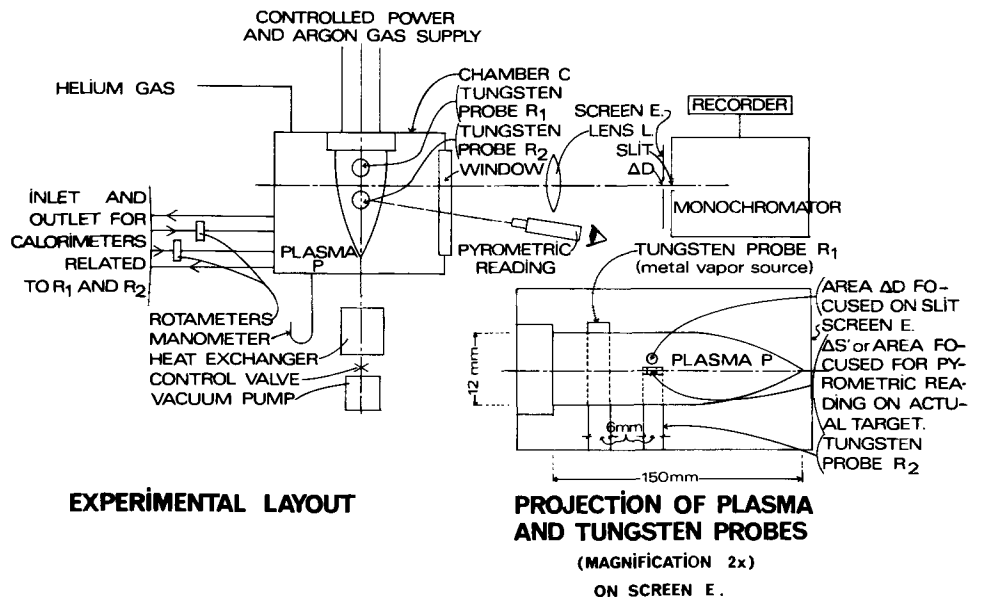 CONTROLLED POWER
AND ARGON GAS SUPPLY
HELIUM GAS
CHAMBER C
TUNGSTEN
PROBE R1
TUNGSTEN
PROBE R2
WINDOW
SCREEN E.
LENS L.
SLIT
ΔD
RECORDER
MONOCHROMATOR
INLET AND
OUTLET FOR
CALORIMETERS
RELATED
TO R1 AND R2
PLASMA
P
PYROMETRIC
READING
ROTAMETERS
MANOMETER
HEAT EXCHANGER
CONTROL VALVE
VACUUM PUMP
TUNGSTEN PROBE R1
(metal vapor source)
AREA ΔD FO-
CUSED ON SLIT
SCREEN E.
ΔS' or AREA FO-
CUSED FOR PY-
ROMETRIC REA-
DING ON ACTU-
AL TARGET.
TUNGSTEN
PROBE R2
PLASMA P
12 mm
6mm
150mm
EXPERIMENTAL LAYOUT
PROJECTION OF PLASMA
AND TUNGSTEN PROBES
(MAGNIFICATION 2x)
ON SCREEN E.